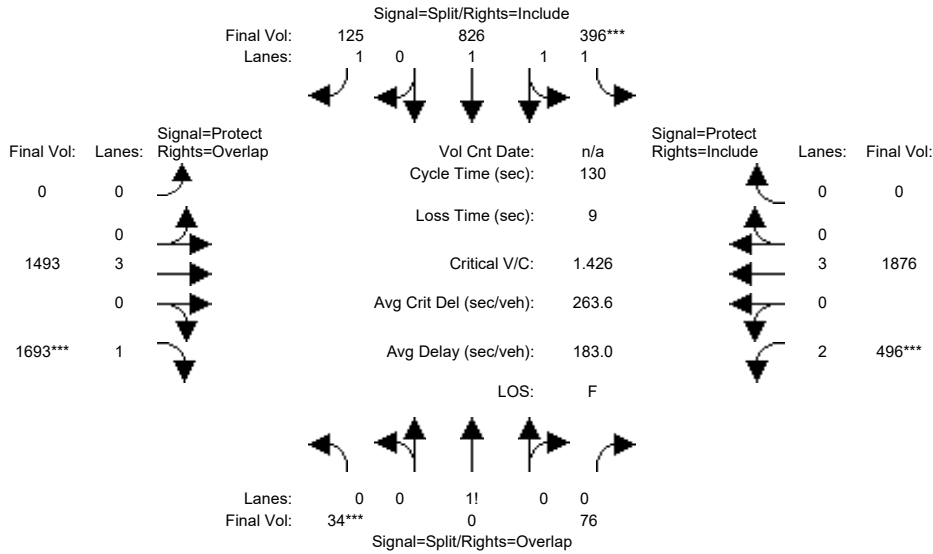 Signal=Split/Rights=Include
Final Vol: 125 826 396***
Lanes: 1 0 1 1 1
Signal=Protect
Final Vol: Lanes: Rights=Overlap
Vol Cnt Date: n/a
Signal=Protect
Rights=Include Lanes: Final Vol:
Cycle Time (sec): 130
0 0
0 0
Loss Time (sec): 9
0
0
1493 3
Critical V/C: 1.426
3 1876
0
Avg Crit Del (sec/veh): 263.6
0
1693*** 1
Avg Delay (sec/veh): 183.0
2 496***
LOS: F
Lanes: 0 0 1! 0 0
Final Vol: 34*** 0 76
Signal=Split/Rights=Overlap